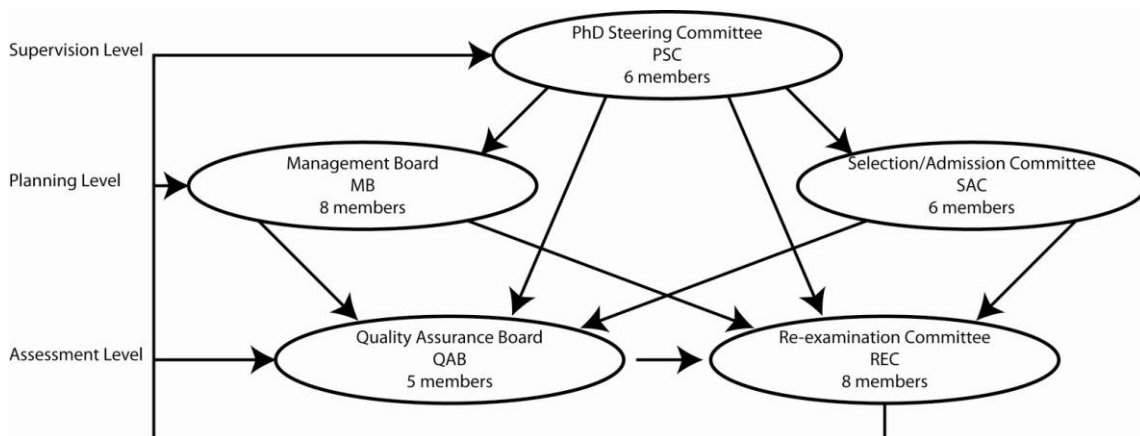 Supervision Level
PhD Steering Committee
PSC
6 members
Planning Level
Management Board
MB
8 members
Selection/Admission Committee
SAC
6 members
Assessment Level
Quality Assurance Board
QAB
5 members
Re-examination Committee
REC
8 members